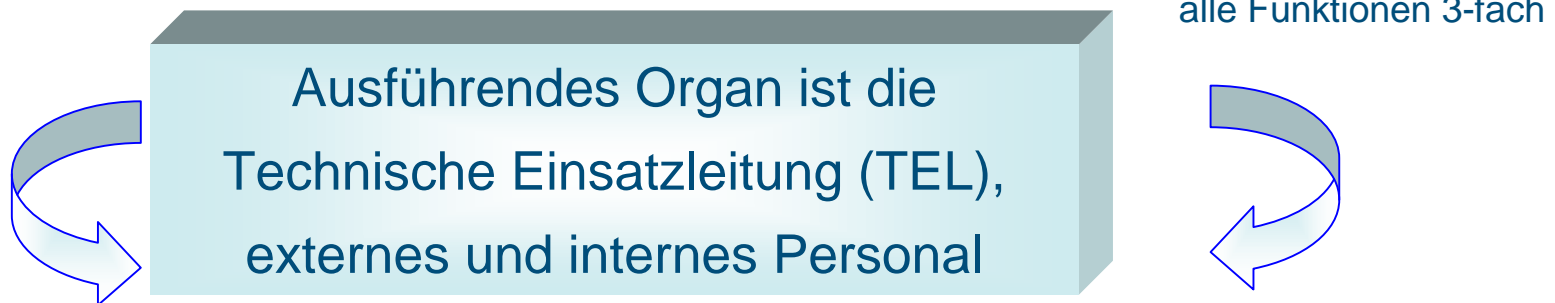 alle Funktionen 3-fach
Ausführendes Organ ist die
Technische Einsatzleitung (TEL),
externes und internes Personal